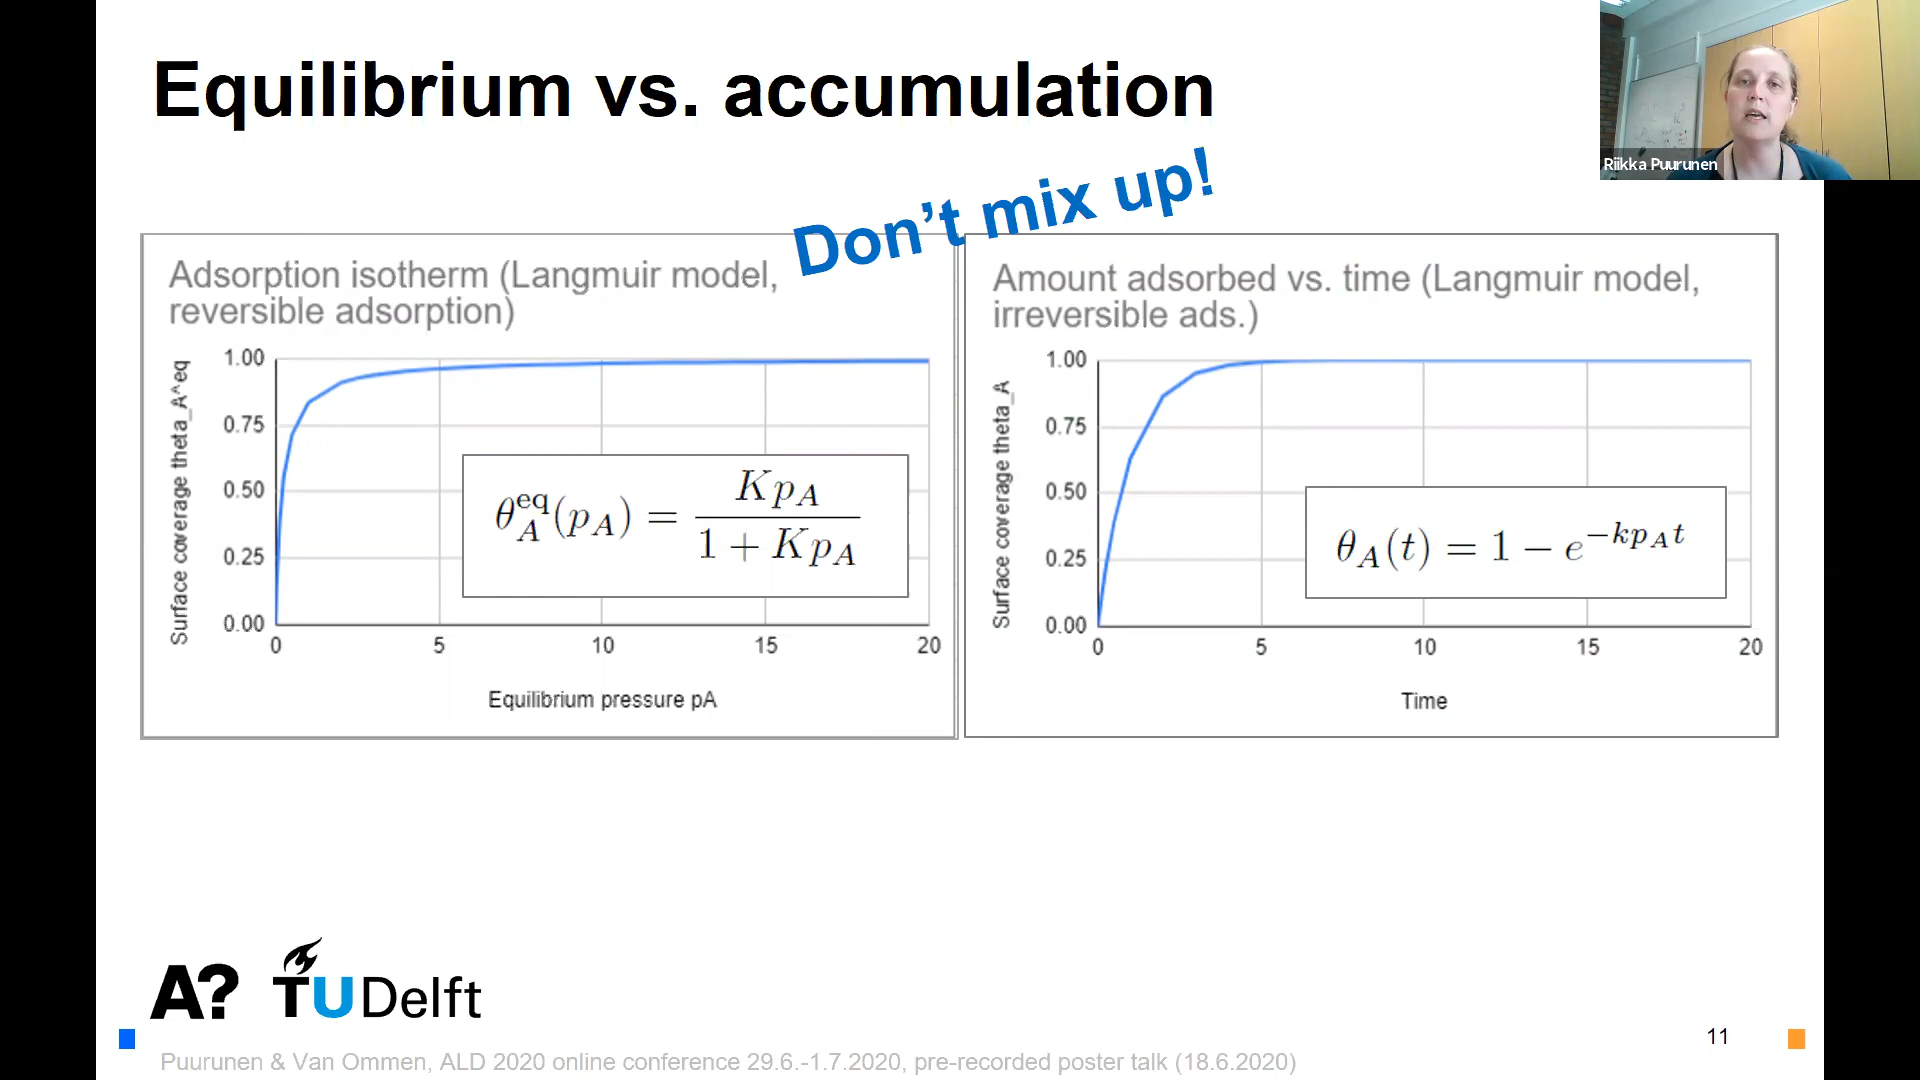 Equilibrium vs. accumulation
Riikka Puurunen
Don't mix up!
Adsorption isotherm (Langmuir model,
reversible adsorption)
Surface coverage theta_A^eq
1.00
0.75
0.50
0.25
0.00
0 5 10 15 20
Equilibrium pressure pA
θ_A^eq(p_A) = Kp_A / (1 + Kp_A)
Amount adsorbed vs. time (Langmuir model,
irreversible ads.)
Surface coverage theta_A
1.00
0.75
0.50
0.25
0.00
0 5 10 15 20
Time
θ_A(t) = 1 − e^{−kp_A t}
A? TUDelft
11
Puurunen & Van Ommen, ALD 2020 online conference 29.6.-1.7.2020, pre-recorded poster talk (18.6.2020)